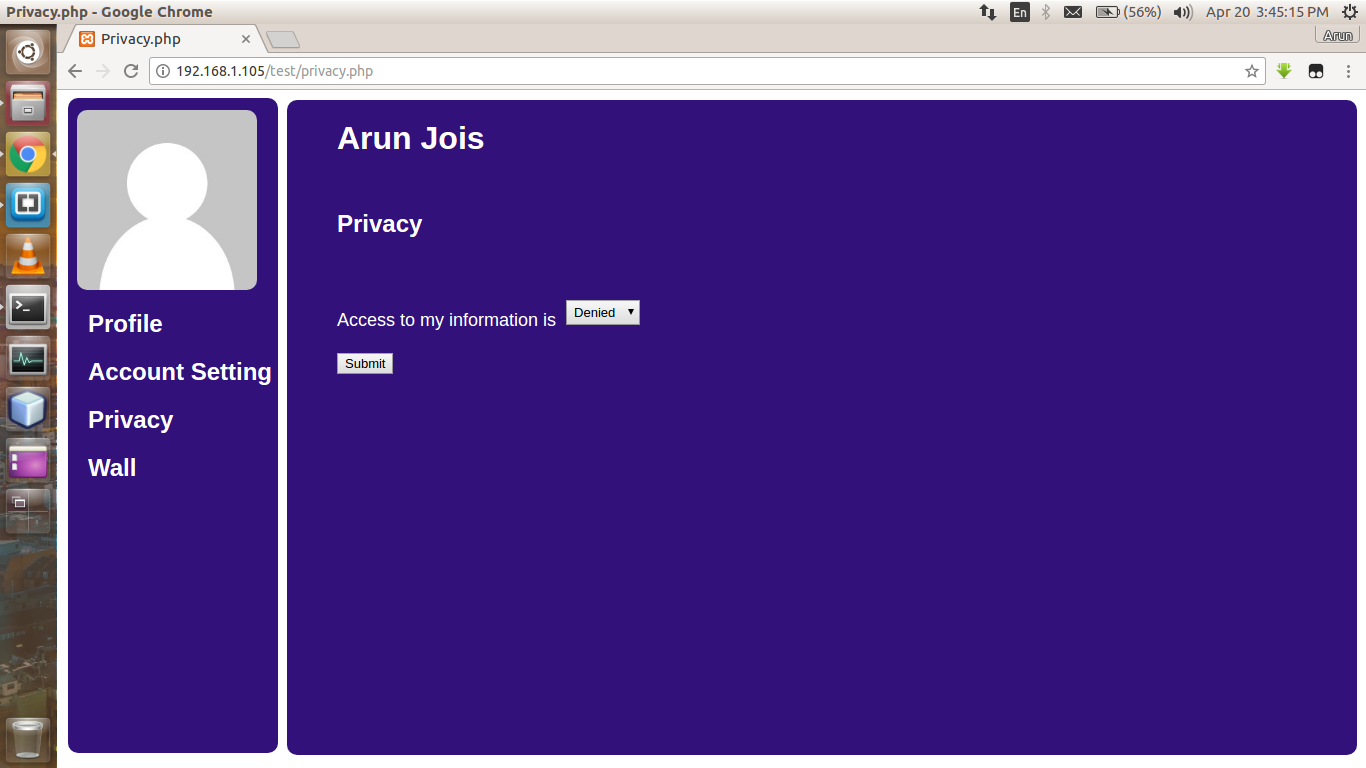 Privacy.php - Google Chrome
En
(56%)
Apr 20 3:45:15 PM
Privacy.php
Arun
192.168.1.105/test/privacy.php
Arun Jois
Privacy
Access to my information is Denied
Submit
Profile
Account Setting
Privacy
Wall